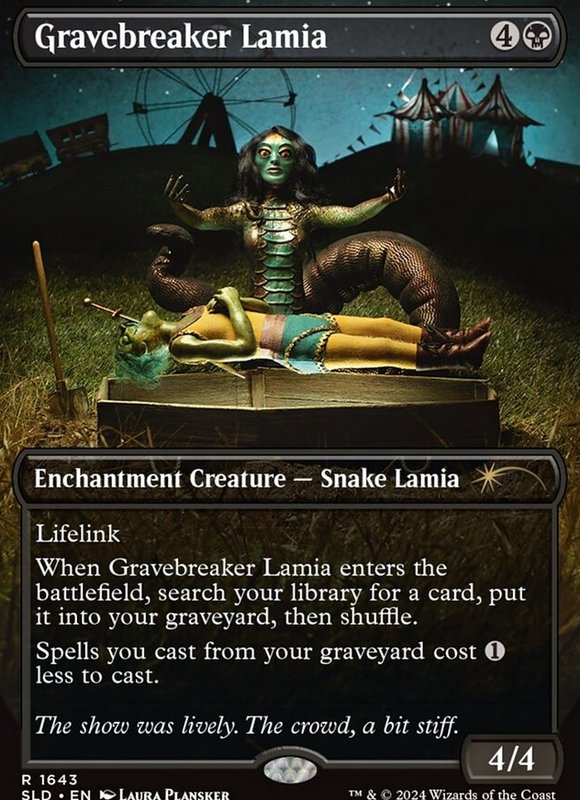 Gravebreaker Lamia 4
Enchantment Creature — Snake Lamia
Lifelink
When Gravebreaker Lamia enters the
battlefield, search your library for a card, put
it into your graveyard, then shuffle.
Spells you cast from your graveyard cost 1
less to cast.
The show was lively. The crowd, a bit stiff.
4/4
R 1643
SLD • EN Laura Plansker
™ & © 2024 Wizards of the Coast